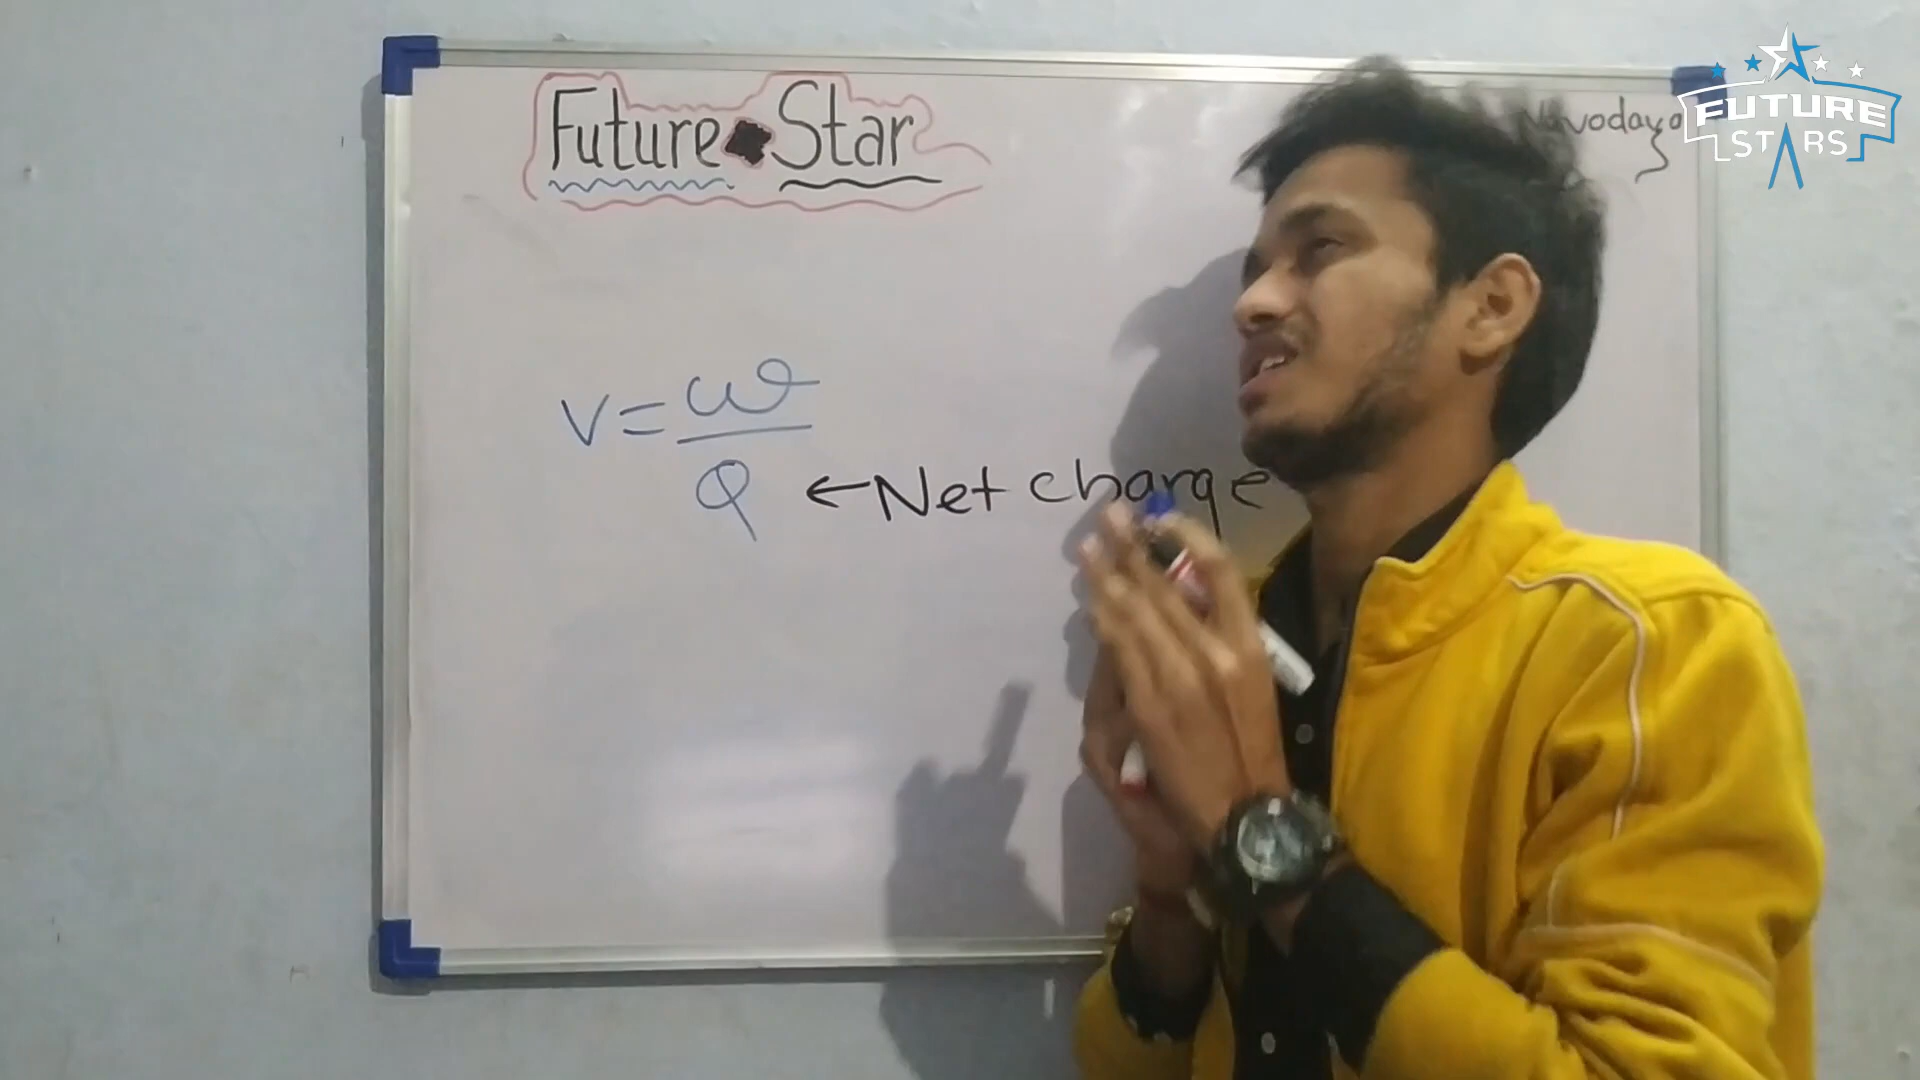 Future Star
Navodaya
FUTURE
STARS
V = W
Q ← Net charge